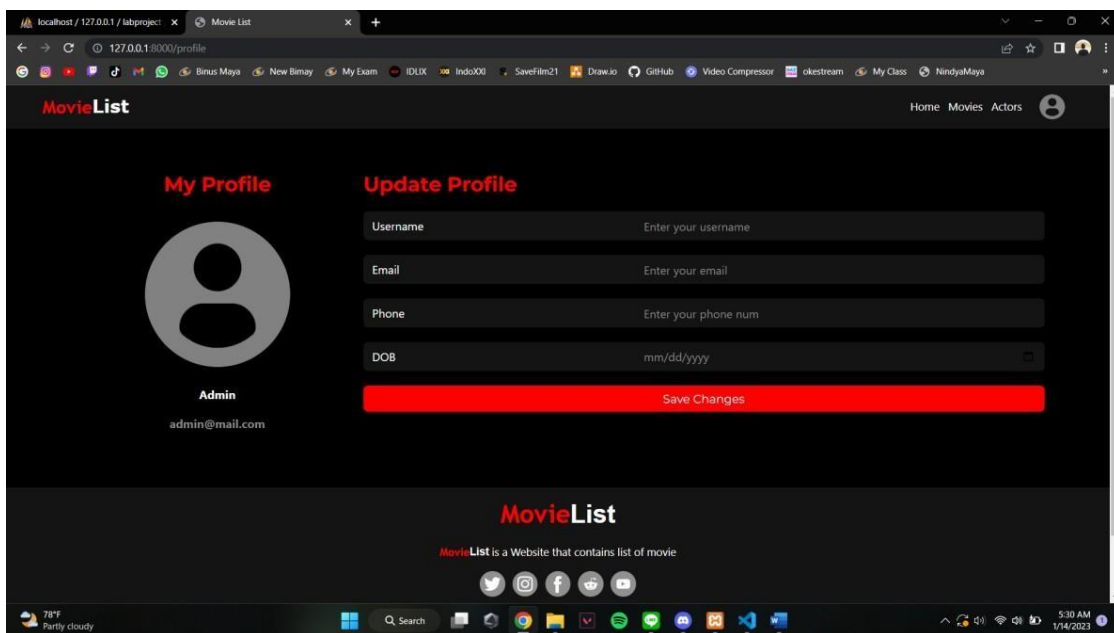 localhost / 127.0.0.1 / labproject
Movie List
127.0.0.1:8000/profile
Binus Maya
New Bimay
My Exam
IDLIX
IndoXXI
SaveFilm21
Draw.io
GitHub
Video Compressor
okestream
My Class
NindyaMaya
»
MovieList
Home Movies Actors
My Profile
Update Profile
Username Enter your username
Email Enter your email
Phone Enter your phone num
DOB mm/dd/yyyy
Save Changes
Admin
admin@mail.com
MovieList
MovieList is a Website that contains list of movie
78°F
Partly cloudy
Search
5:30 AM
1/14/2023